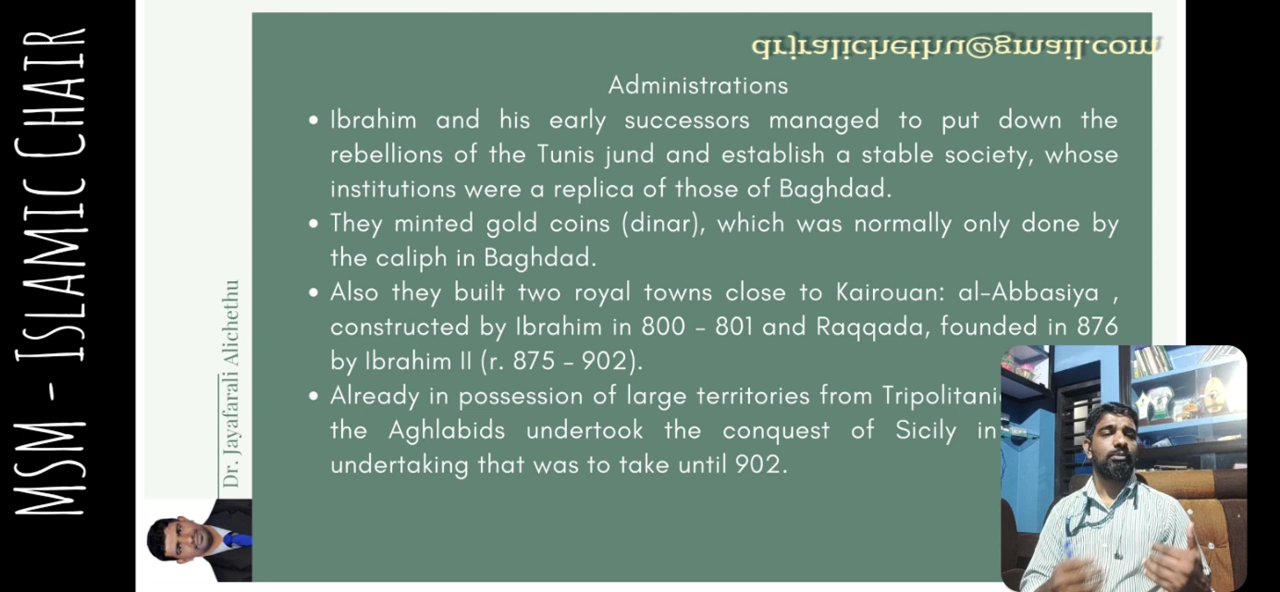 MSM - ISLAMIC CHAIR
Dr. Jayafarali Alichethu
drjralichethu@gmail.com
Administrations
• Ibrahim and his early successors managed to put down the
rebellions of the Tunis jund and establish a stable society, whose
institutions were a replica of those of Baghdad.
• They minted gold coins (dinar), which was normally only done by
the caliph in Baghdad.
• Also they built two royal towns close to Kairouan: al-Abbasiya ,
constructed by Ibrahim in 800 – 801 and Raqqada, founded in 876
by Ibrahim II (r. 875 – 902).
• Already in possession of large territories from
the Aghlabids undertook the conquest of Sicily in
undertaking that was to take until 902.